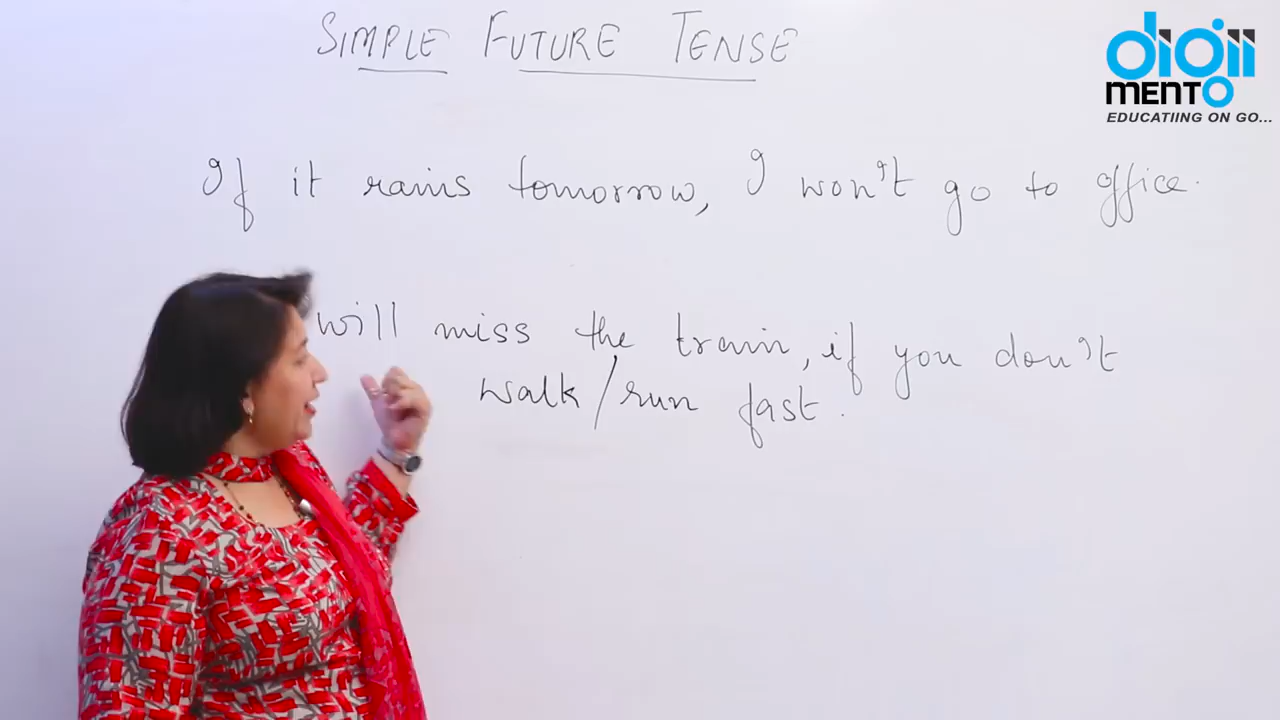 SIMPLE FUTURE TENSE
digii
MENTO
EDUCATIING ON GO...
If it rains tomorrow, I won't go to office.
will miss the train, if you don't
walk/run fast.